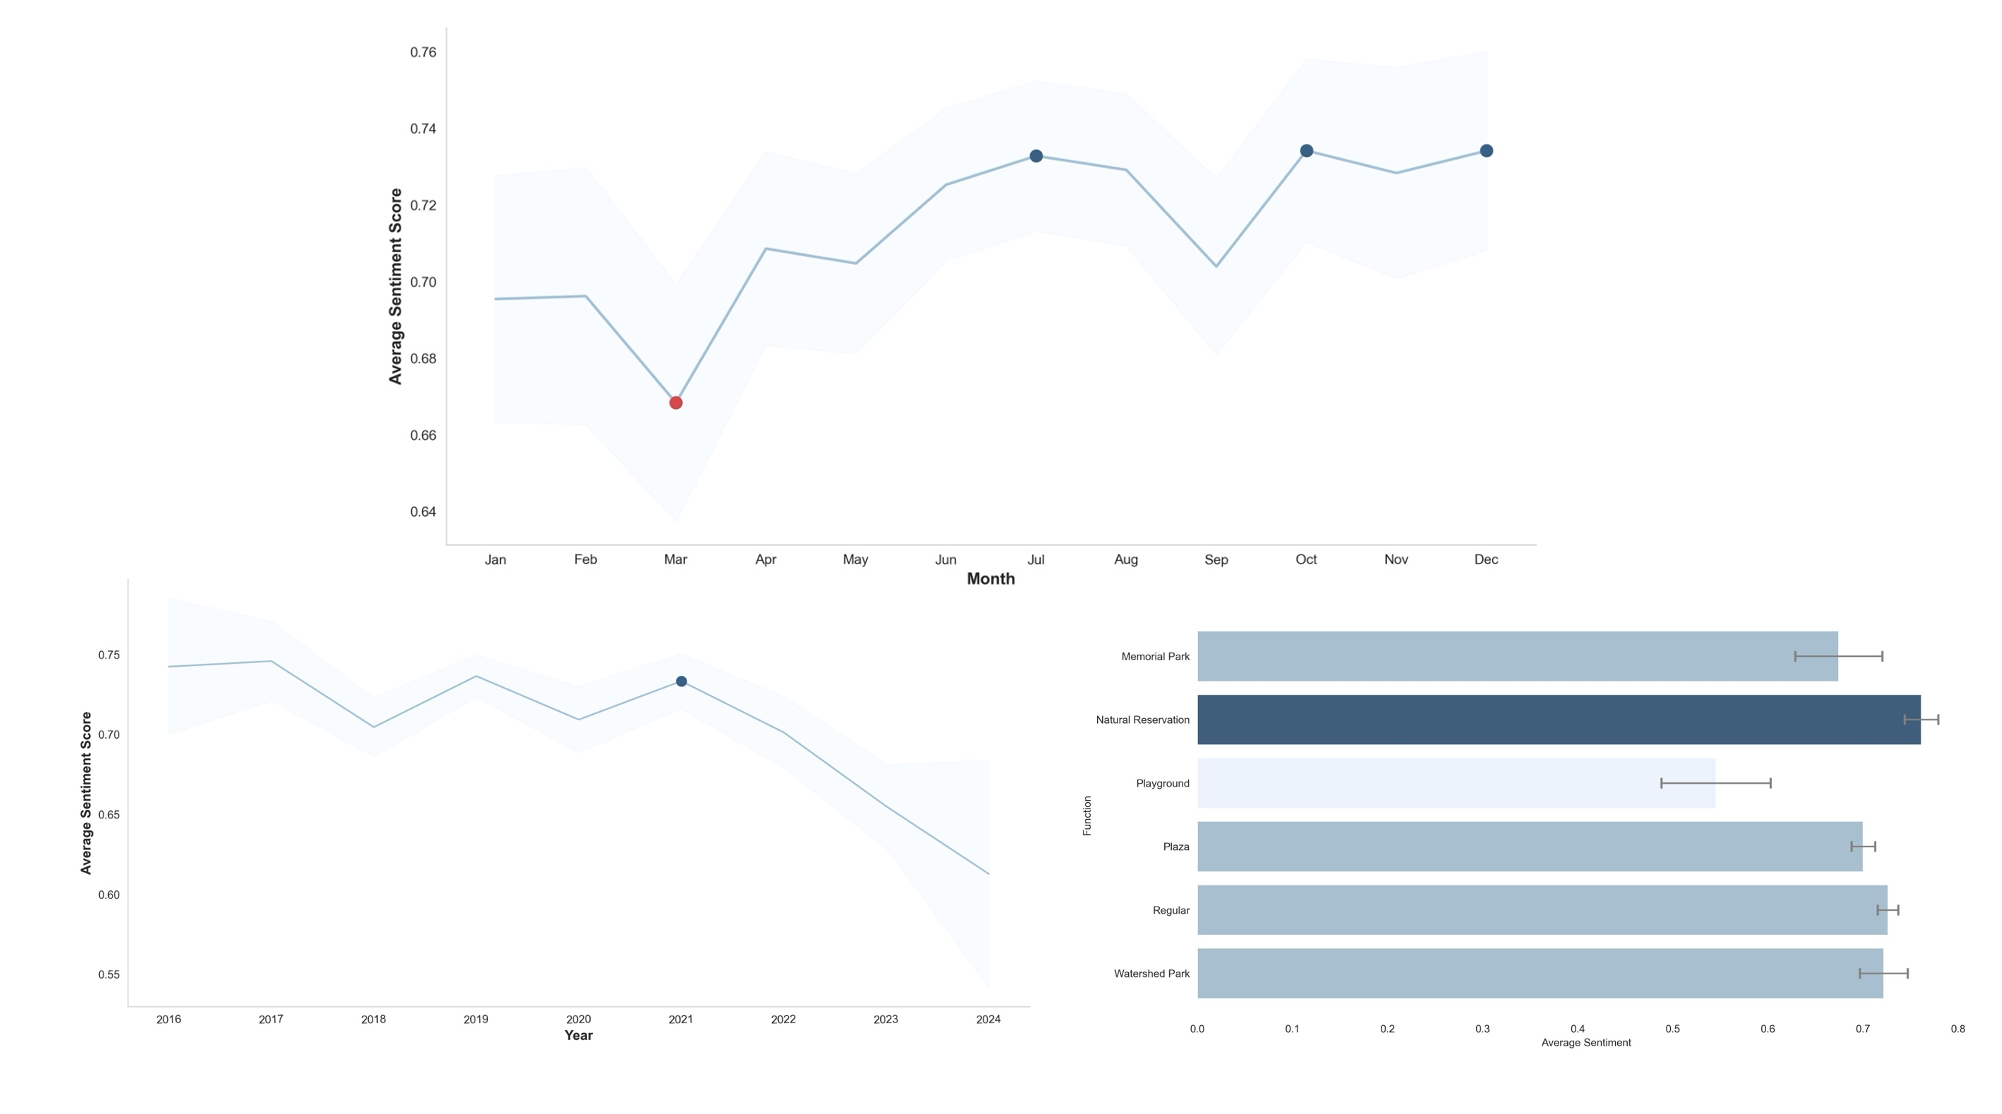 0.76
0.74
0.72
0.70
0.68
0.66
0.64
Average Sentiment Score
Jan Feb Mar Apr May Jun Jul Aug Sep Oct Nov Dec
Month
0.75
0.70
0.65
0.60
0.55
Average Sentiment Score
2016 2017 2018 2019 2020 2021 2022 2023 2024
Year
Memorial Park
Natural Reservation
Playground
Plaza
Regular
Watershed Park
Function
0.0 0.1 0.2 0.3 0.4 0.5 0.6 0.7 0.8
Average Sentiment